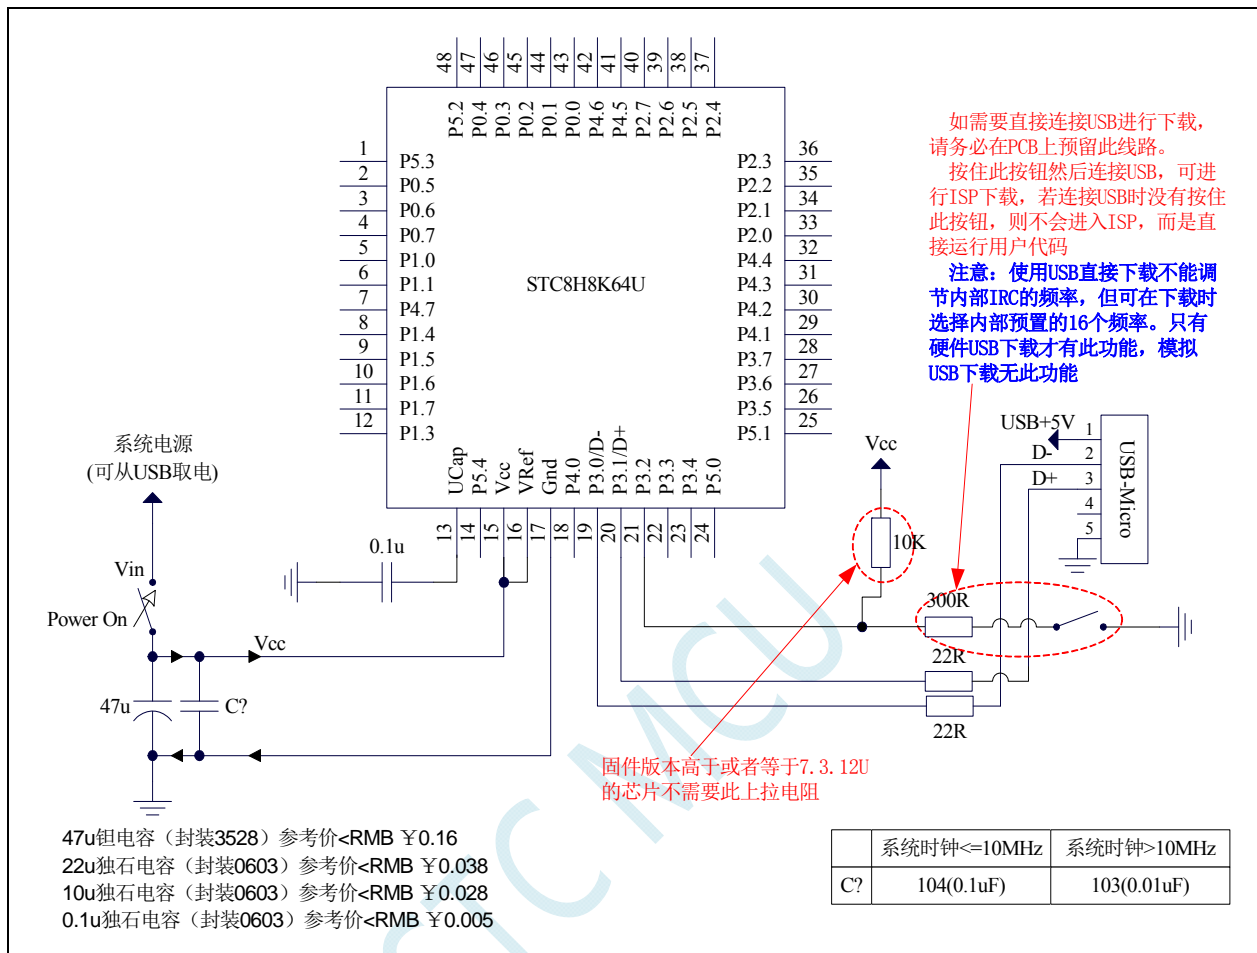 48 47 46 45 44 43 42 41 40 39 38 37
P5.2 P0.4 P0.3 P0.2 P0.1 P0.0 P4.6 P4.5 P2.7 P2.6 P2.5 P2.4
1 P5.3
2 P0.5
3 P0.6
4 P0.7
5 P1.0
6 P1.1
7 P4.7
8 P1.4
9 P1.5
10 P1.6
11 P1.7
12 P1.3
STC8H8K64U
P2.3 36
P2.2 35
P2.1 34
P2.0 33
P4.4 32
P4.3 31
P4.2 30
P4.1 29
P3.7 28
P3.6 27
P3.5 26
P5.1 25
UCap P5.4 Vcc VRef Gnd P4.0 P3.0/D- P3.1/D+ P3.2 P3.3 P3.4 P5.0
13 14 15 16 17 18 19 20 21 22 23 24
如需要直接连接USB进行下载,
请务必在PCB上预留此线路。
按住此按钮然后连接USB，可进
行ISP下载，若连接USB时没有按住
此按钮，则不会进入ISP，而是直
接运行用户代码
注意：使用USB直接下载不能调
节内部IRC的频率，但可在下载时
选择内部预置的16个频率。只有
硬件USB下载才有此功能，模拟
USB下载无此功能
系统电源
(可从USB取电)
Vin
Power On
Vcc
47u
C?
0.1u
Vcc
10K
300R
22R
22R
USB+5V
D-
D+
1
2
3
4
5
USB-Micro
固件版本高于或者等于7.3.12U
的芯片不需要此上拉电阻
47u钽电容（封装3528）参考价<RMB ￥0.16
22u独石电容（封装0603）参考价<RMB ￥0.038
10u独石电容（封装0603）参考价<RMB ￥0.028
0.1u独石电容（封装0603）参考价<RMB ￥0.005
系统时钟<=10MHz 系统时钟>10MHz
C? 104(0.1uF) 103(0.01uF)
STC MCU